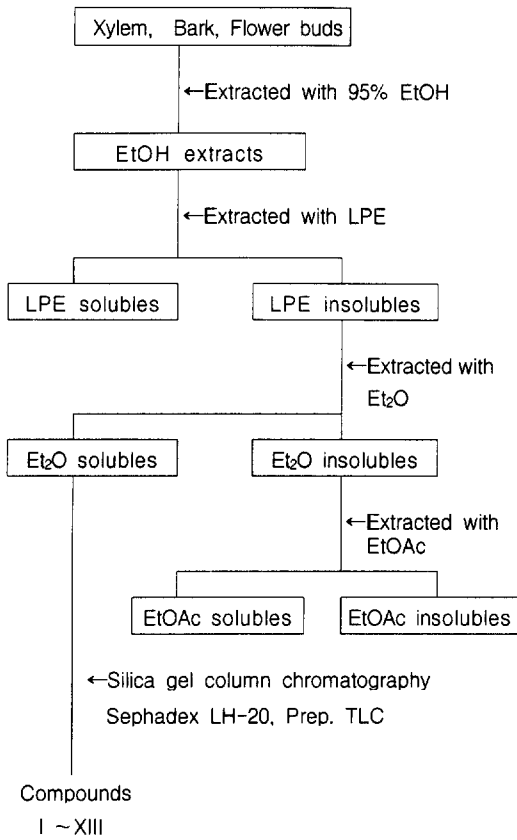 Xylem, Bark, Flower buds
←Extracted with 95% EtOH
EtOH extracts
←Extracted with LPE
LPE solubles
LPE insolubles
←Extracted with
Et₂O
Et₂O solubles
Et₂O insolubles
←Extracted with
EtOAc
EtOAc solubles
EtOAc insolubles
←Silica gel column chromatography
Sephadex LH-20, Prep. TLC
Compounds
I ~XIII